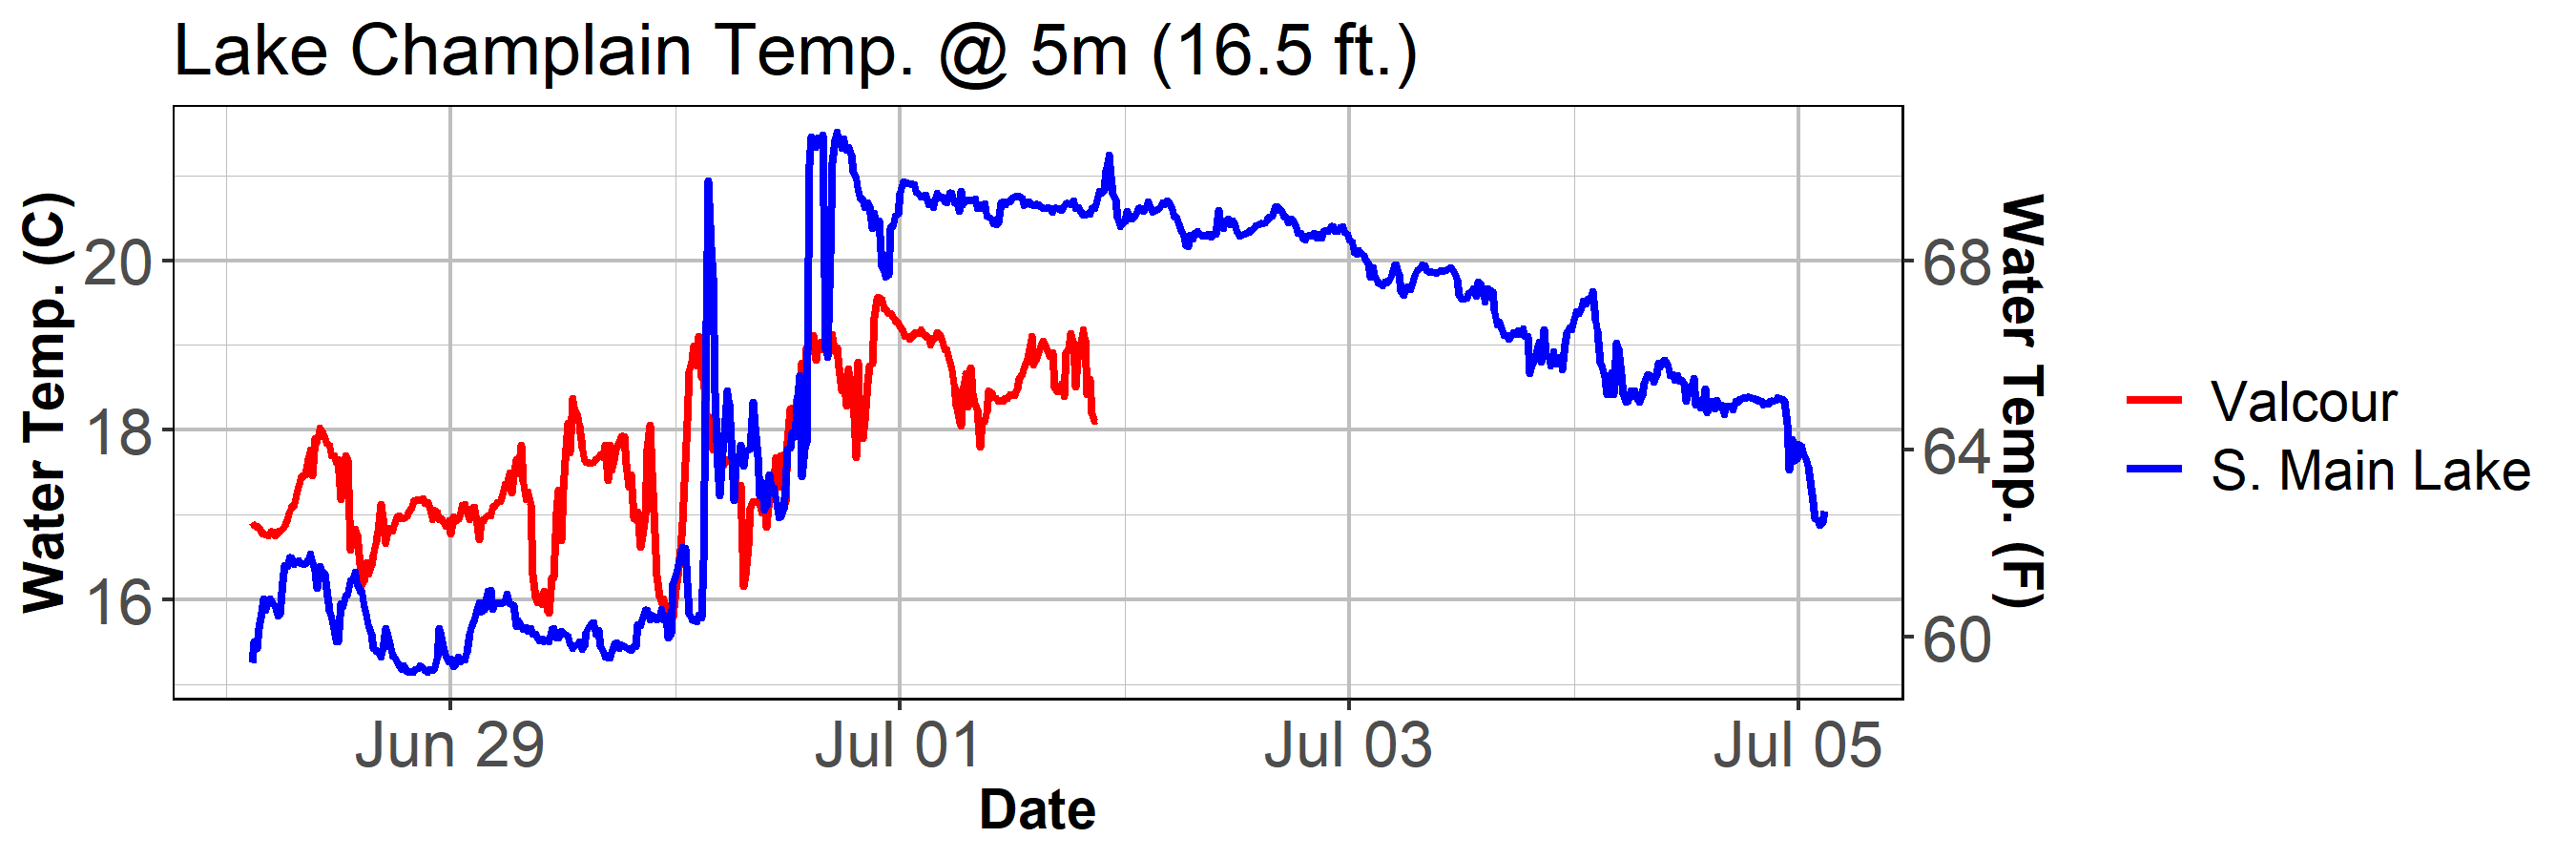 Lake Champlain Temp. @ 5m (16.5 ft.)
Water Temp. (C)
20
18
16
68
64
60
Water Temp. (F)
Valcour
S. Main Lake
Jun 29
Jul 01
Jul 03
Jul 05
Date